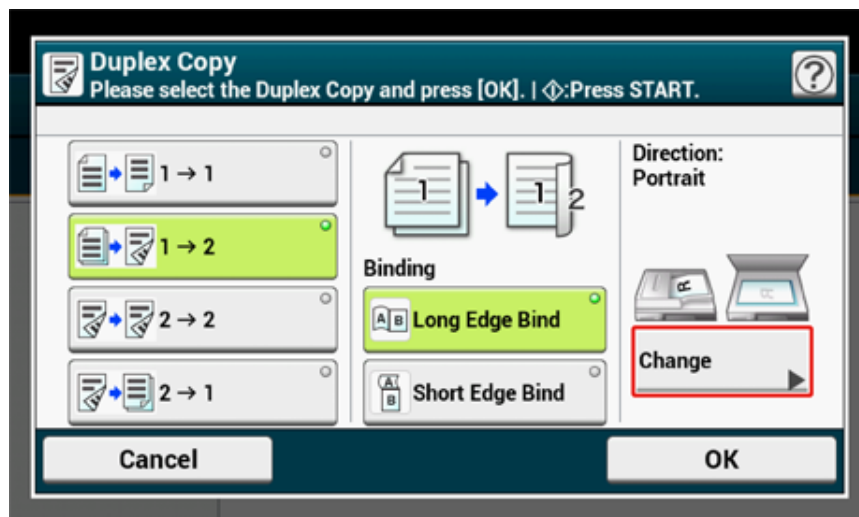 Duplex Copy
Please select the Duplex Copy and press [OK]. | :Press START.
?
1 → 1
1 → 2
2 → 2
2 → 1
1
1 2
Binding
A B Long Edge Bind
A B Short Edge Bind
Direction:
Portrait
R R
Change
Cancel
OK